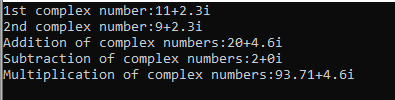 1st complex number:11+2.3i
2nd complex number:9+2.3i
Addition of complex numbers:20+4.6i
Subtraction of complex numbers:2+0i
Multiplication of complex numbers:93.71+4.6i